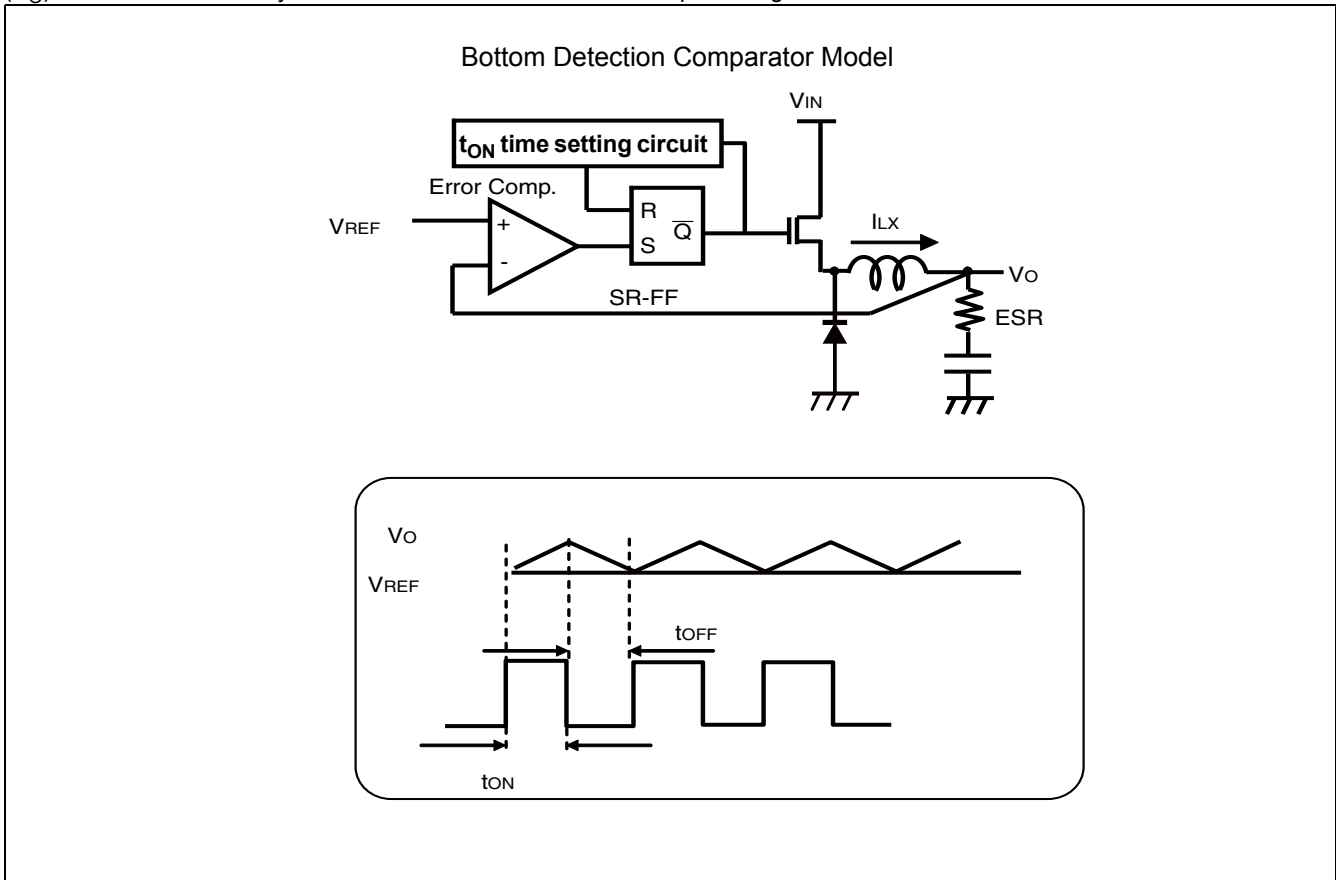 Bottom Detection Comparator Model
VIN
tON time setting circuit
Error Comp.
VREF
+
-
R
S
Q̅
ILX
VO
SR-FF
ESR
VO
VREF
tOFF
tON